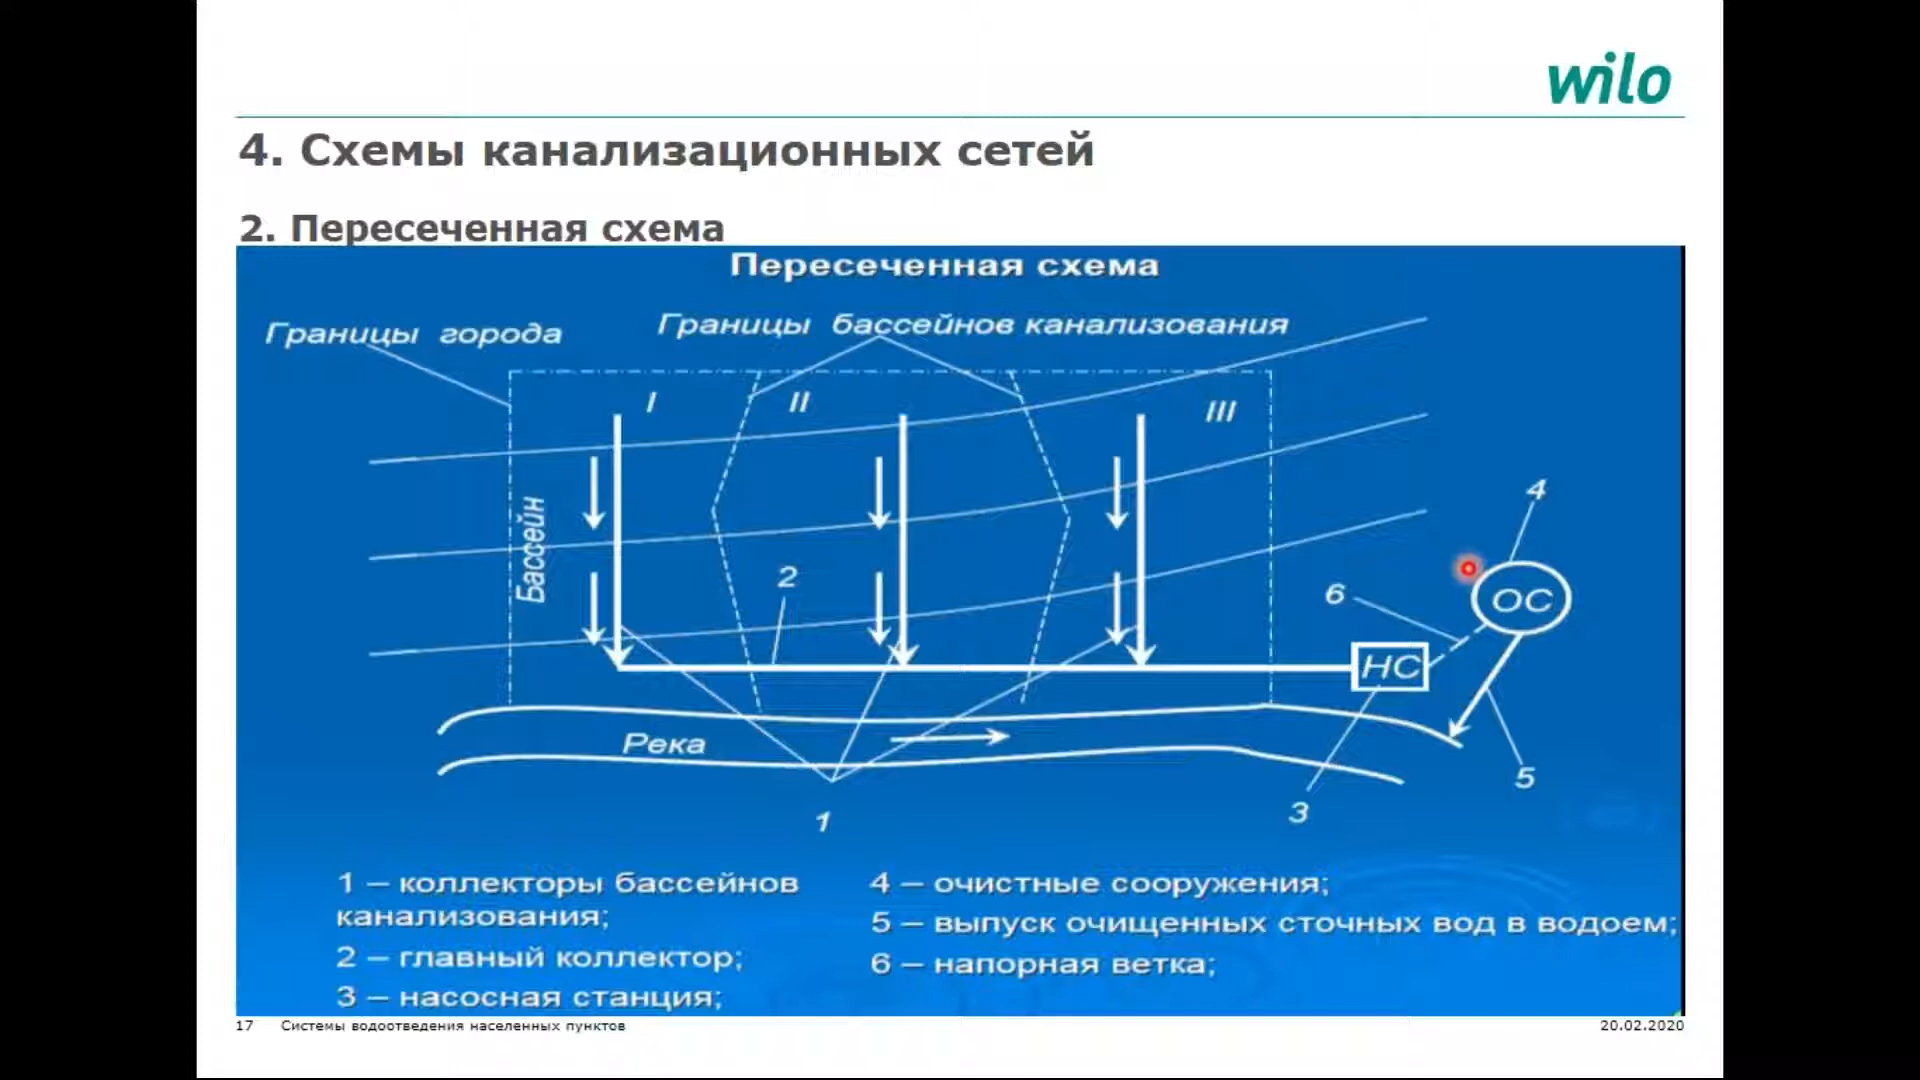 wilo
4. Схемы канализационных сетей
2. Пересеченная схема
Пересеченная схема
Границы города
Границы бассейнов канализования
I
II
III
Бассейн
2
4
6
ОС
НС
Река
5
3
1
1 – коллекторы бассейнов
канализования;
2 – главный коллектор;
3 – насосная станция;
4 – очистные сооружения;
5 – выпуск очищенных сточных вод в водоем;
6 – напорная ветка;
17 Системы водоотведения населенных пунктов
20.02.2020